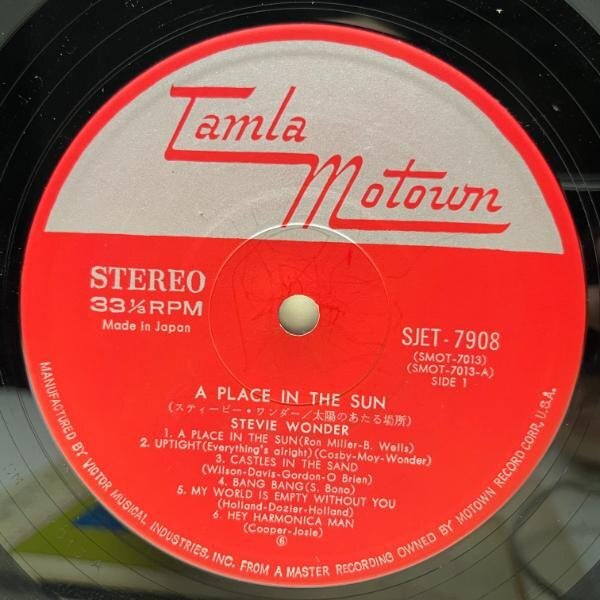 Tamla
Motown
STEREO
33⅓RPM
Made in Japan
SJET-7908
(SMOT-7013)
(SMOT-7013-A)
SIDE 1
A PLACE IN THE SUN
(スティービー・ワンダー/太陽のあたる場所)
STEVIE WONDER
1. A PLACE IN THE SUN(Ron Miller-B. Wells)
2. UPTIGHT(Everything's alright)(Cosby-Moy-Wonder)
3. CASTLES IN THE SAND
(Wilson-Davis-Gordon-O Brien)
4. BANG BANG(S. Bono)
5. MY WORLD IS EMPTY WITHOUT YOU
(Holland-Dozier-Holland)
6. HEY HARMONICA MAN
(Cooper-Josie)
⑥
MANUFACTURED BY VICTOR MUSICAL INDUSTRIES, INC. FROM A MASTER RECORDING OWNED BY MOTOWN RECORD CORP., U.S.A.